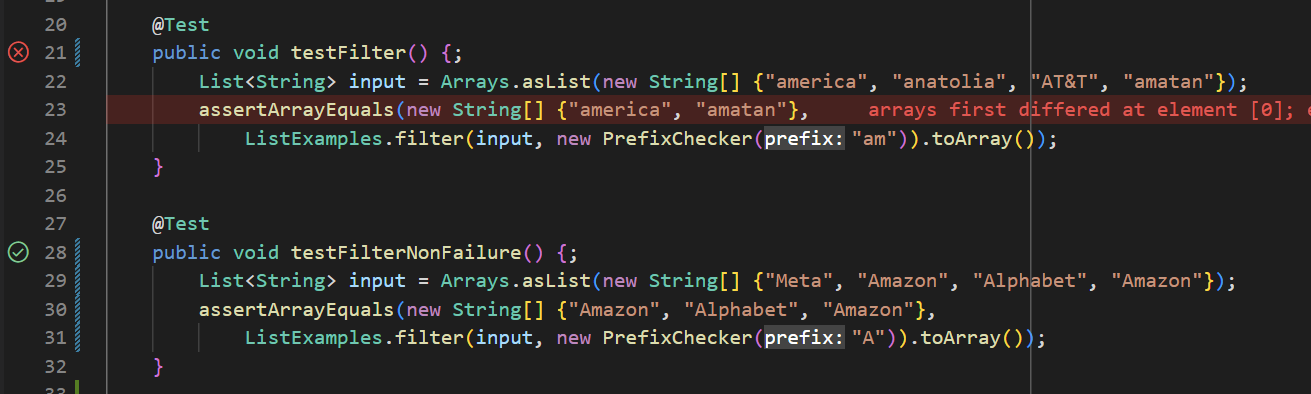 20 @Test
21 public void testFilter() {;
22 List<String> input = Arrays.asList(new String[] {"america", "anatolia", "AT&T", "amatan"});
23 assertArrayEquals(new String[] {"america", "amatan"}, arrays first differed at element [0];
24 ListExamples.filter(input, new PrefixChecker(prefix: "am")).toArray());
25 }
26
27 @Test
28 public void testFilterNonFailure() {;
29 List<String> input = Arrays.asList(new String[] {"Meta", "Amazon", "Alphabet", "Amazon"});
30 assertArrayEquals(new String[] {"Amazon", "Alphabet", "Amazon"},
31 ListExamples.filter(input, new PrefixChecker(prefix: "A")).toArray());
32 }